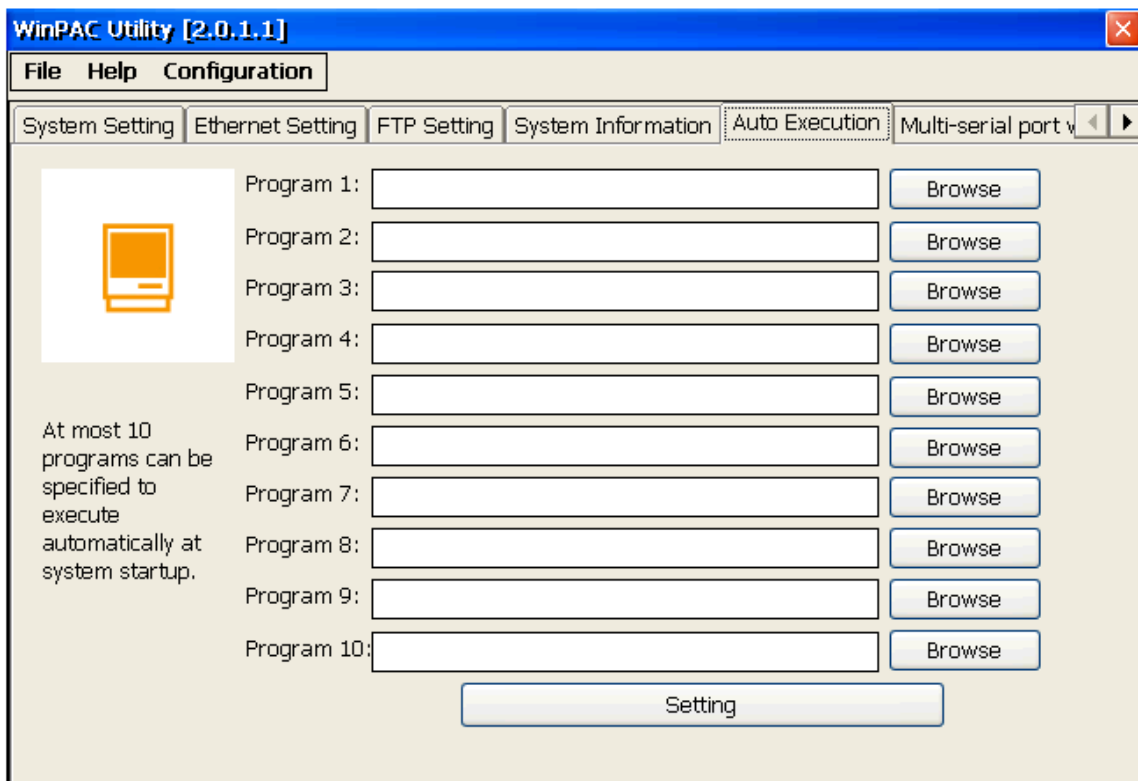 WinPAC Utility [2.0.1.1]
File Help Configuration
System Setting Ethernet Setting FTP Setting System Information Auto Execution Multi-serial port
Program 1: Browse
Program 2: Browse
Program 3: Browse
Program 4: Browse
Program 5: Browse
Program 6: Browse
Program 7: Browse
Program 8: Browse
Program 9: Browse
Program 10: Browse
At most 10
programs can be
specified to
execute
automatically at
system startup.
Setting